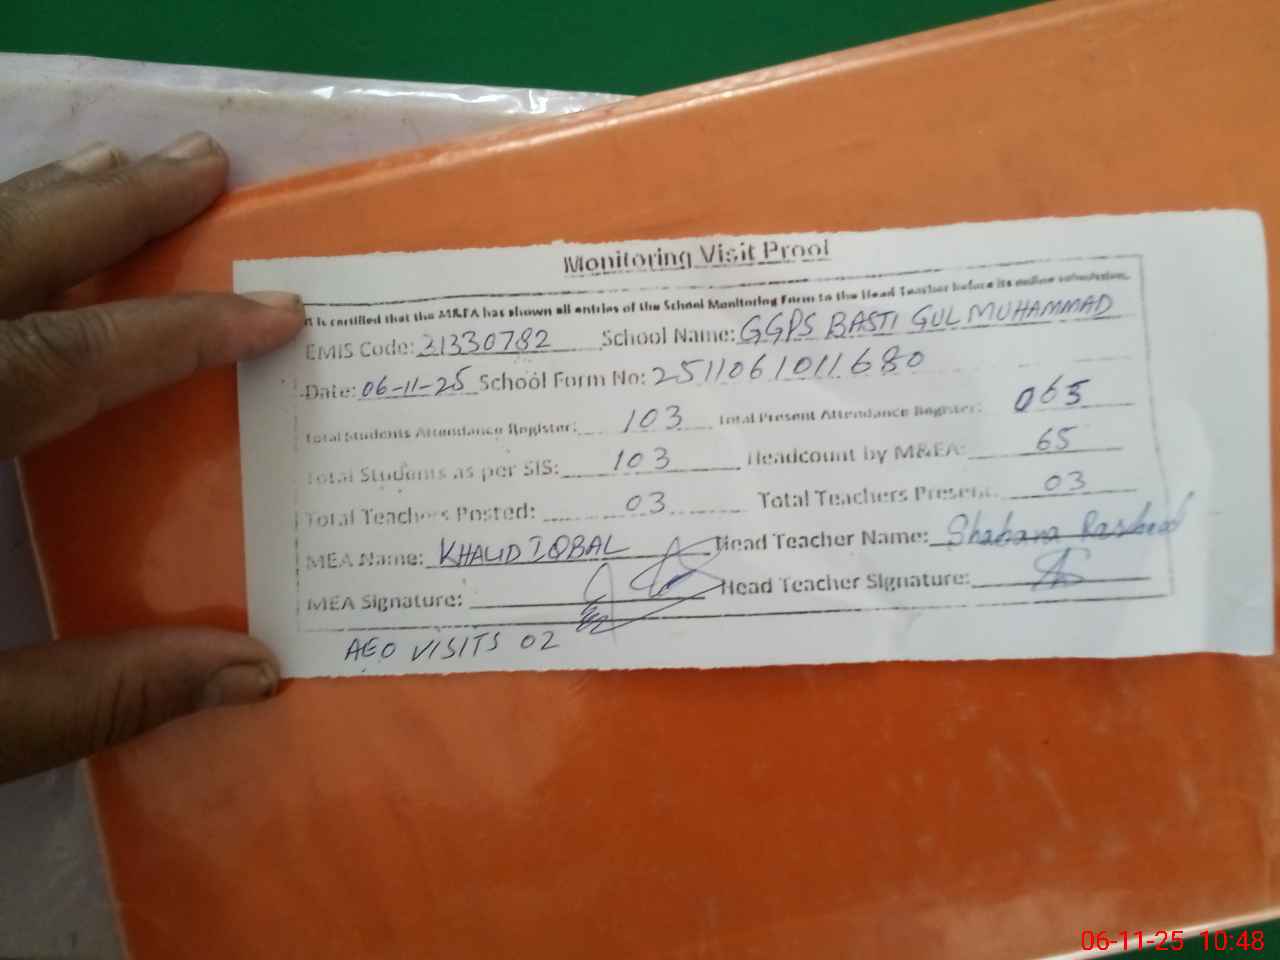 Monitoring Visit Proof
It is certified that the M&EA has shown all entries of the School Monitoring Form to the Head Teacher before its online submission.
EMIS Code: 31330782 School Name: GGPS BASTI GUL MUHAMMAD
Date: 06-11-25 School Form No: 2511061011680
Total Students Attendance Register: 103 Total Present Attendance Register: 065
Total Students as per SIS: 103 Headcount by M&EA: 65
Total Teachers Posted: 03 Total Teachers Present: 03
MEA Name: KHALID IQBAL Head Teacher Name: Shabana Rashid
MEA Signature: Head Teacher Signature:
AEO VISITS 02
06-11-25 10:48